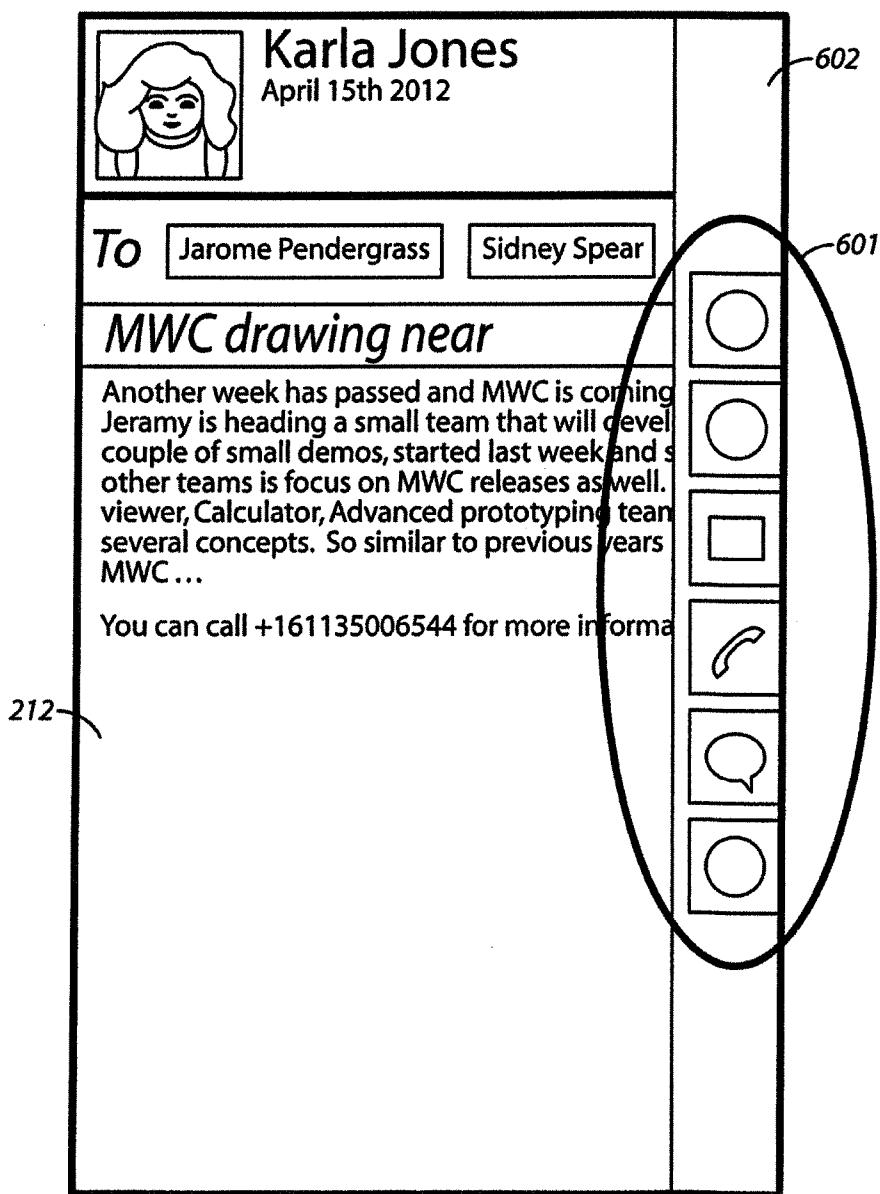 Karla Jones
April 15th 2012
602
To Jarome Pendergrass Sidney Spear
601
MWC drawing near
Another week has passed and MWC is coming
Jeramy is heading a small team that will devel
couple of small demos, started last week and s
other teams is focus on MWC releases as well.
viewer, Calculator, Advanced prototyping team
several concepts. So similar to previous years
MWC...
You can call +161135006544 for more informa
212